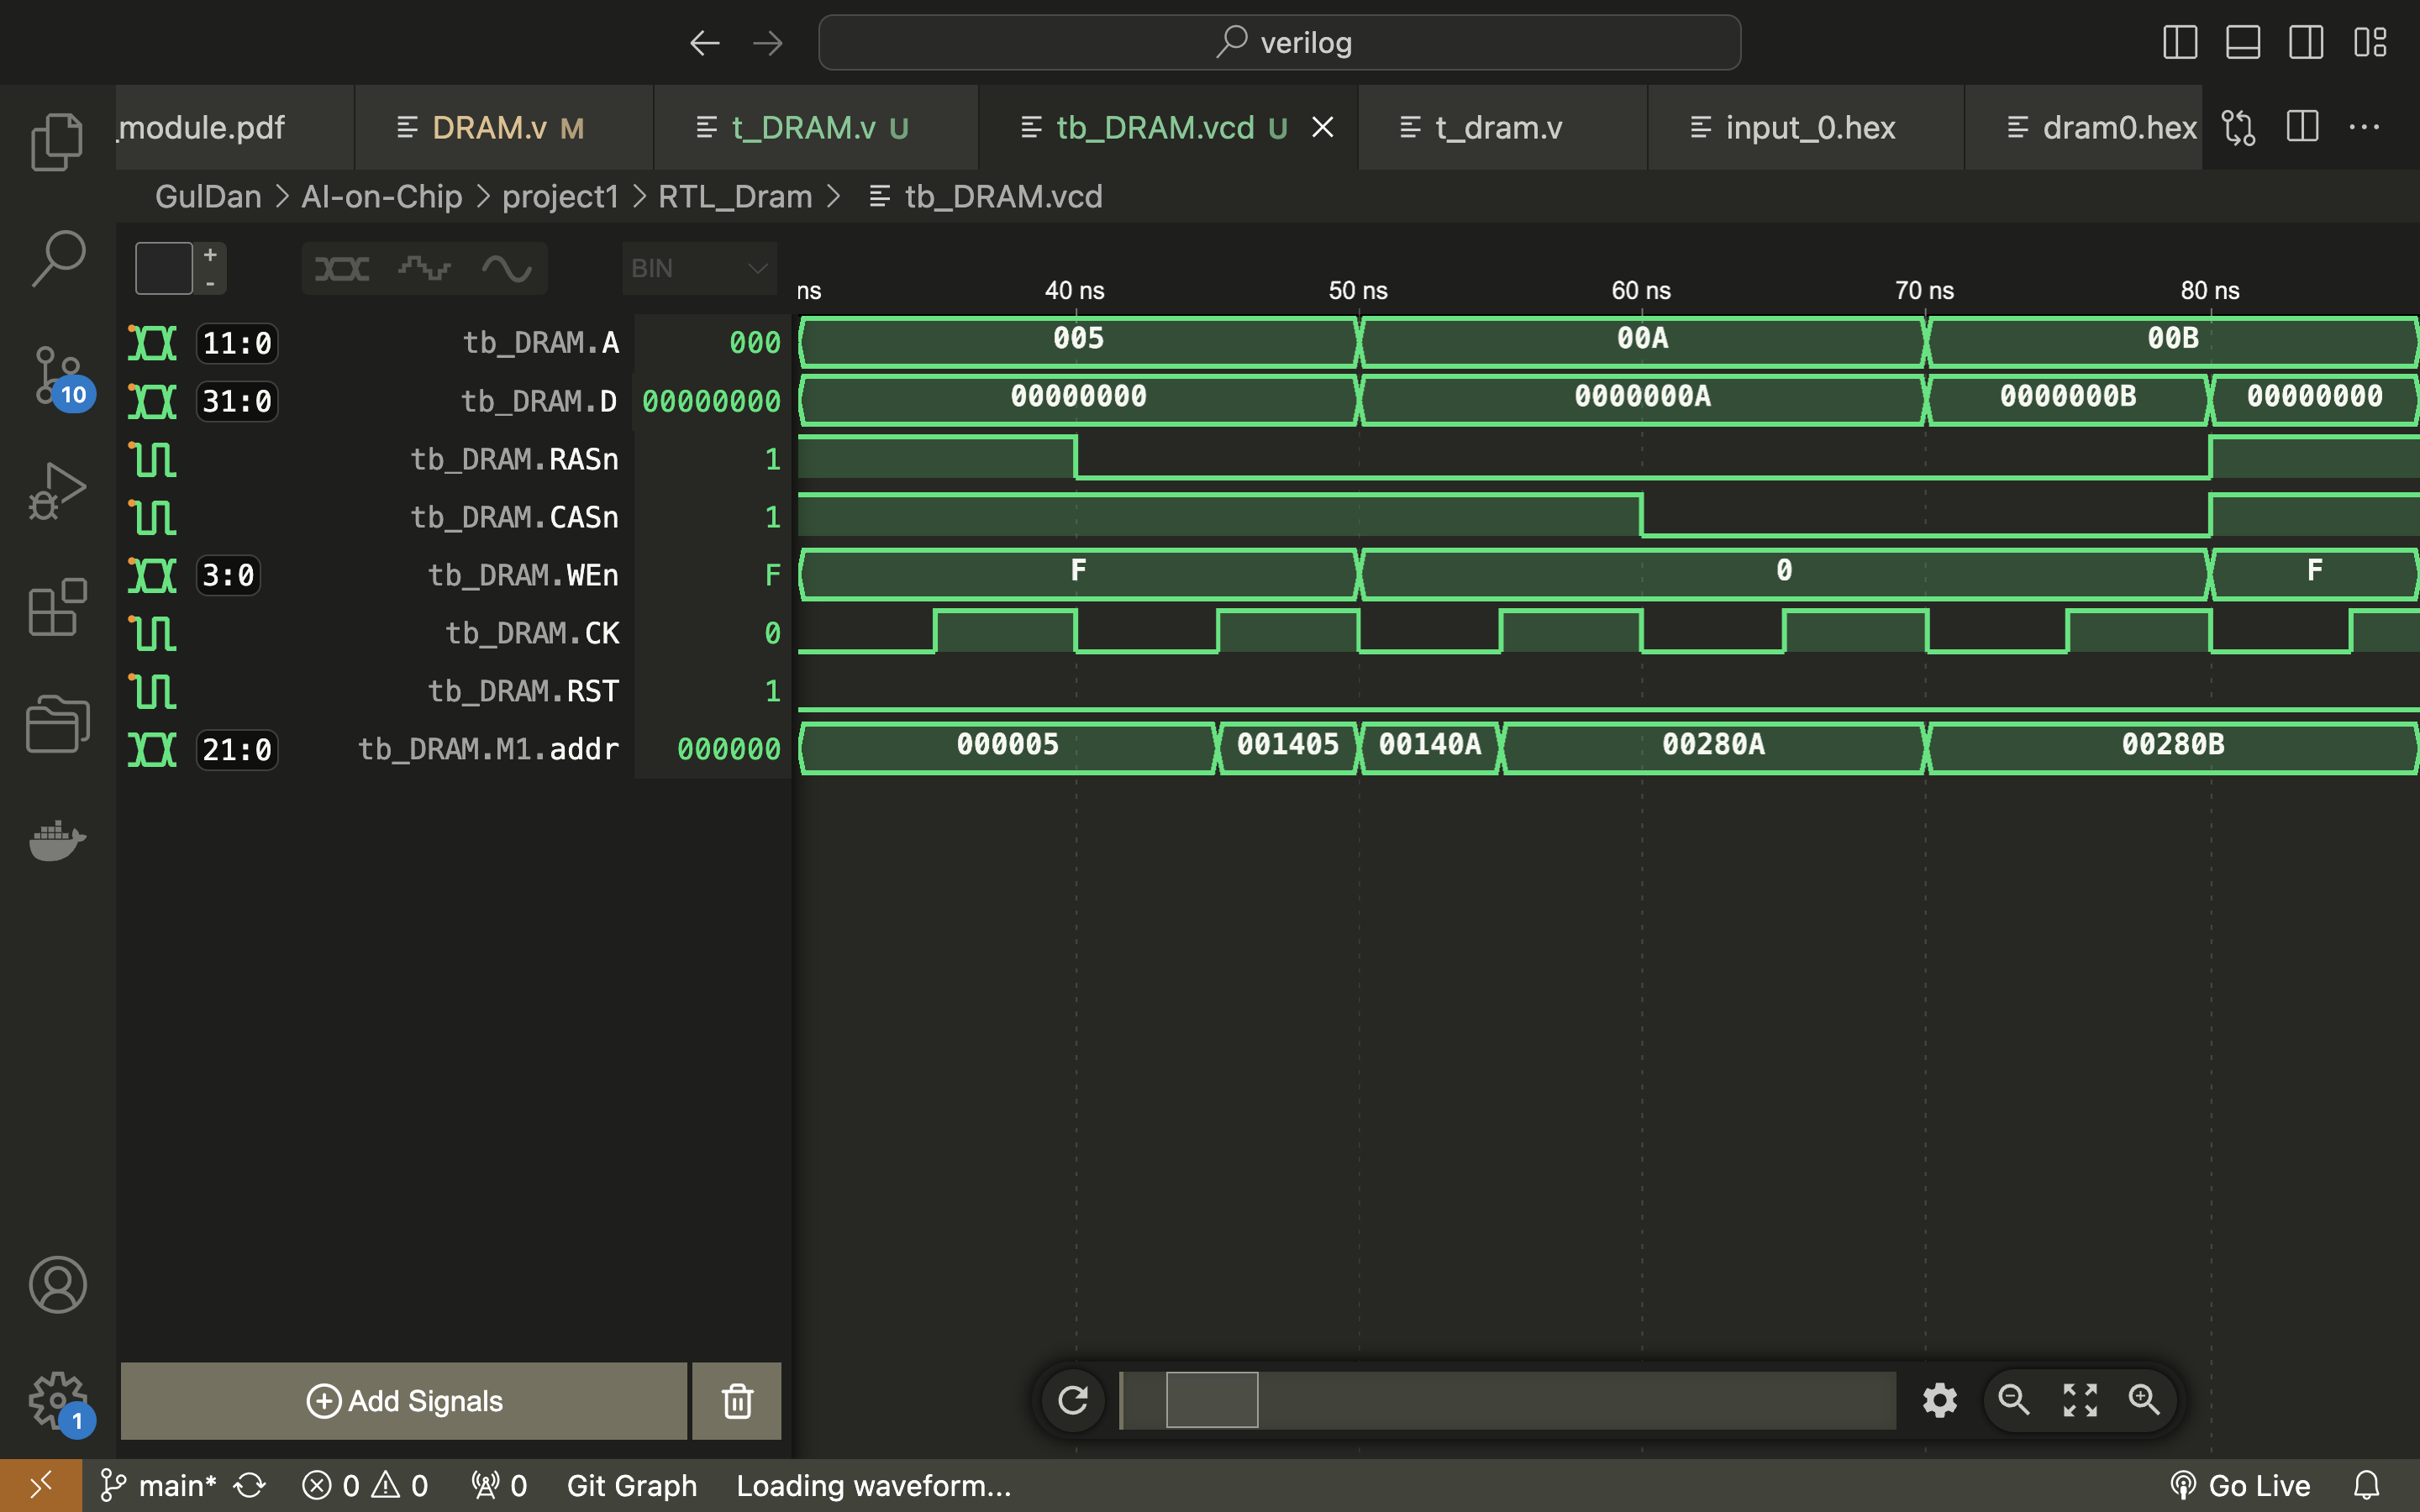 verilog
_module.pdf
DRAM.v M
t_DRAM.v U
tb_DRAM.vcd U
t_dram.v
input_0.hex
dram0.hex
GulDan > AI-on-Chip > project1 > RTL_Dram > tb_DRAM.vcd
+
-
BIN
ns 40 ns 50 ns 60 ns 70 ns 80 ns
11:0 tb_DRAM.A 000 005 00A 00B
31:0 tb_DRAM.D 00000000 00000000 0000000A 0000000B 00000000
tb_DRAM.RASn 1
tb_DRAM.CASn 1
3:0 tb_DRAM.WEn F F 0 F
tb_DRAM.CK 0
tb_DRAM.RST 1
21:0 tb_DRAM.M1.addr 000000 000005 001405 00140A 00280A 00280B
10
1
Add Signals
main* 0 0 0 Git Graph Loading waveform... Go Live